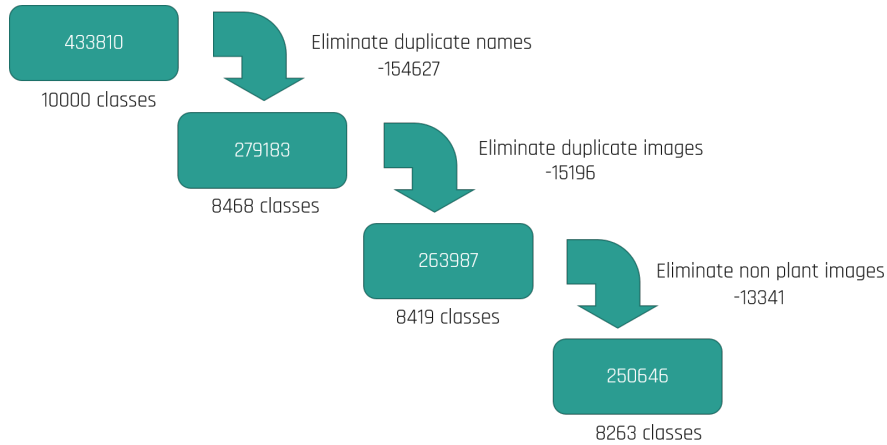 433810
10000 classes
Eliminate duplicate names
-154627
279183
8468 classes
Eliminate duplicate images
-15196
263987
8419 classes
Eliminate non plant images
-13341
250646
8263 classes